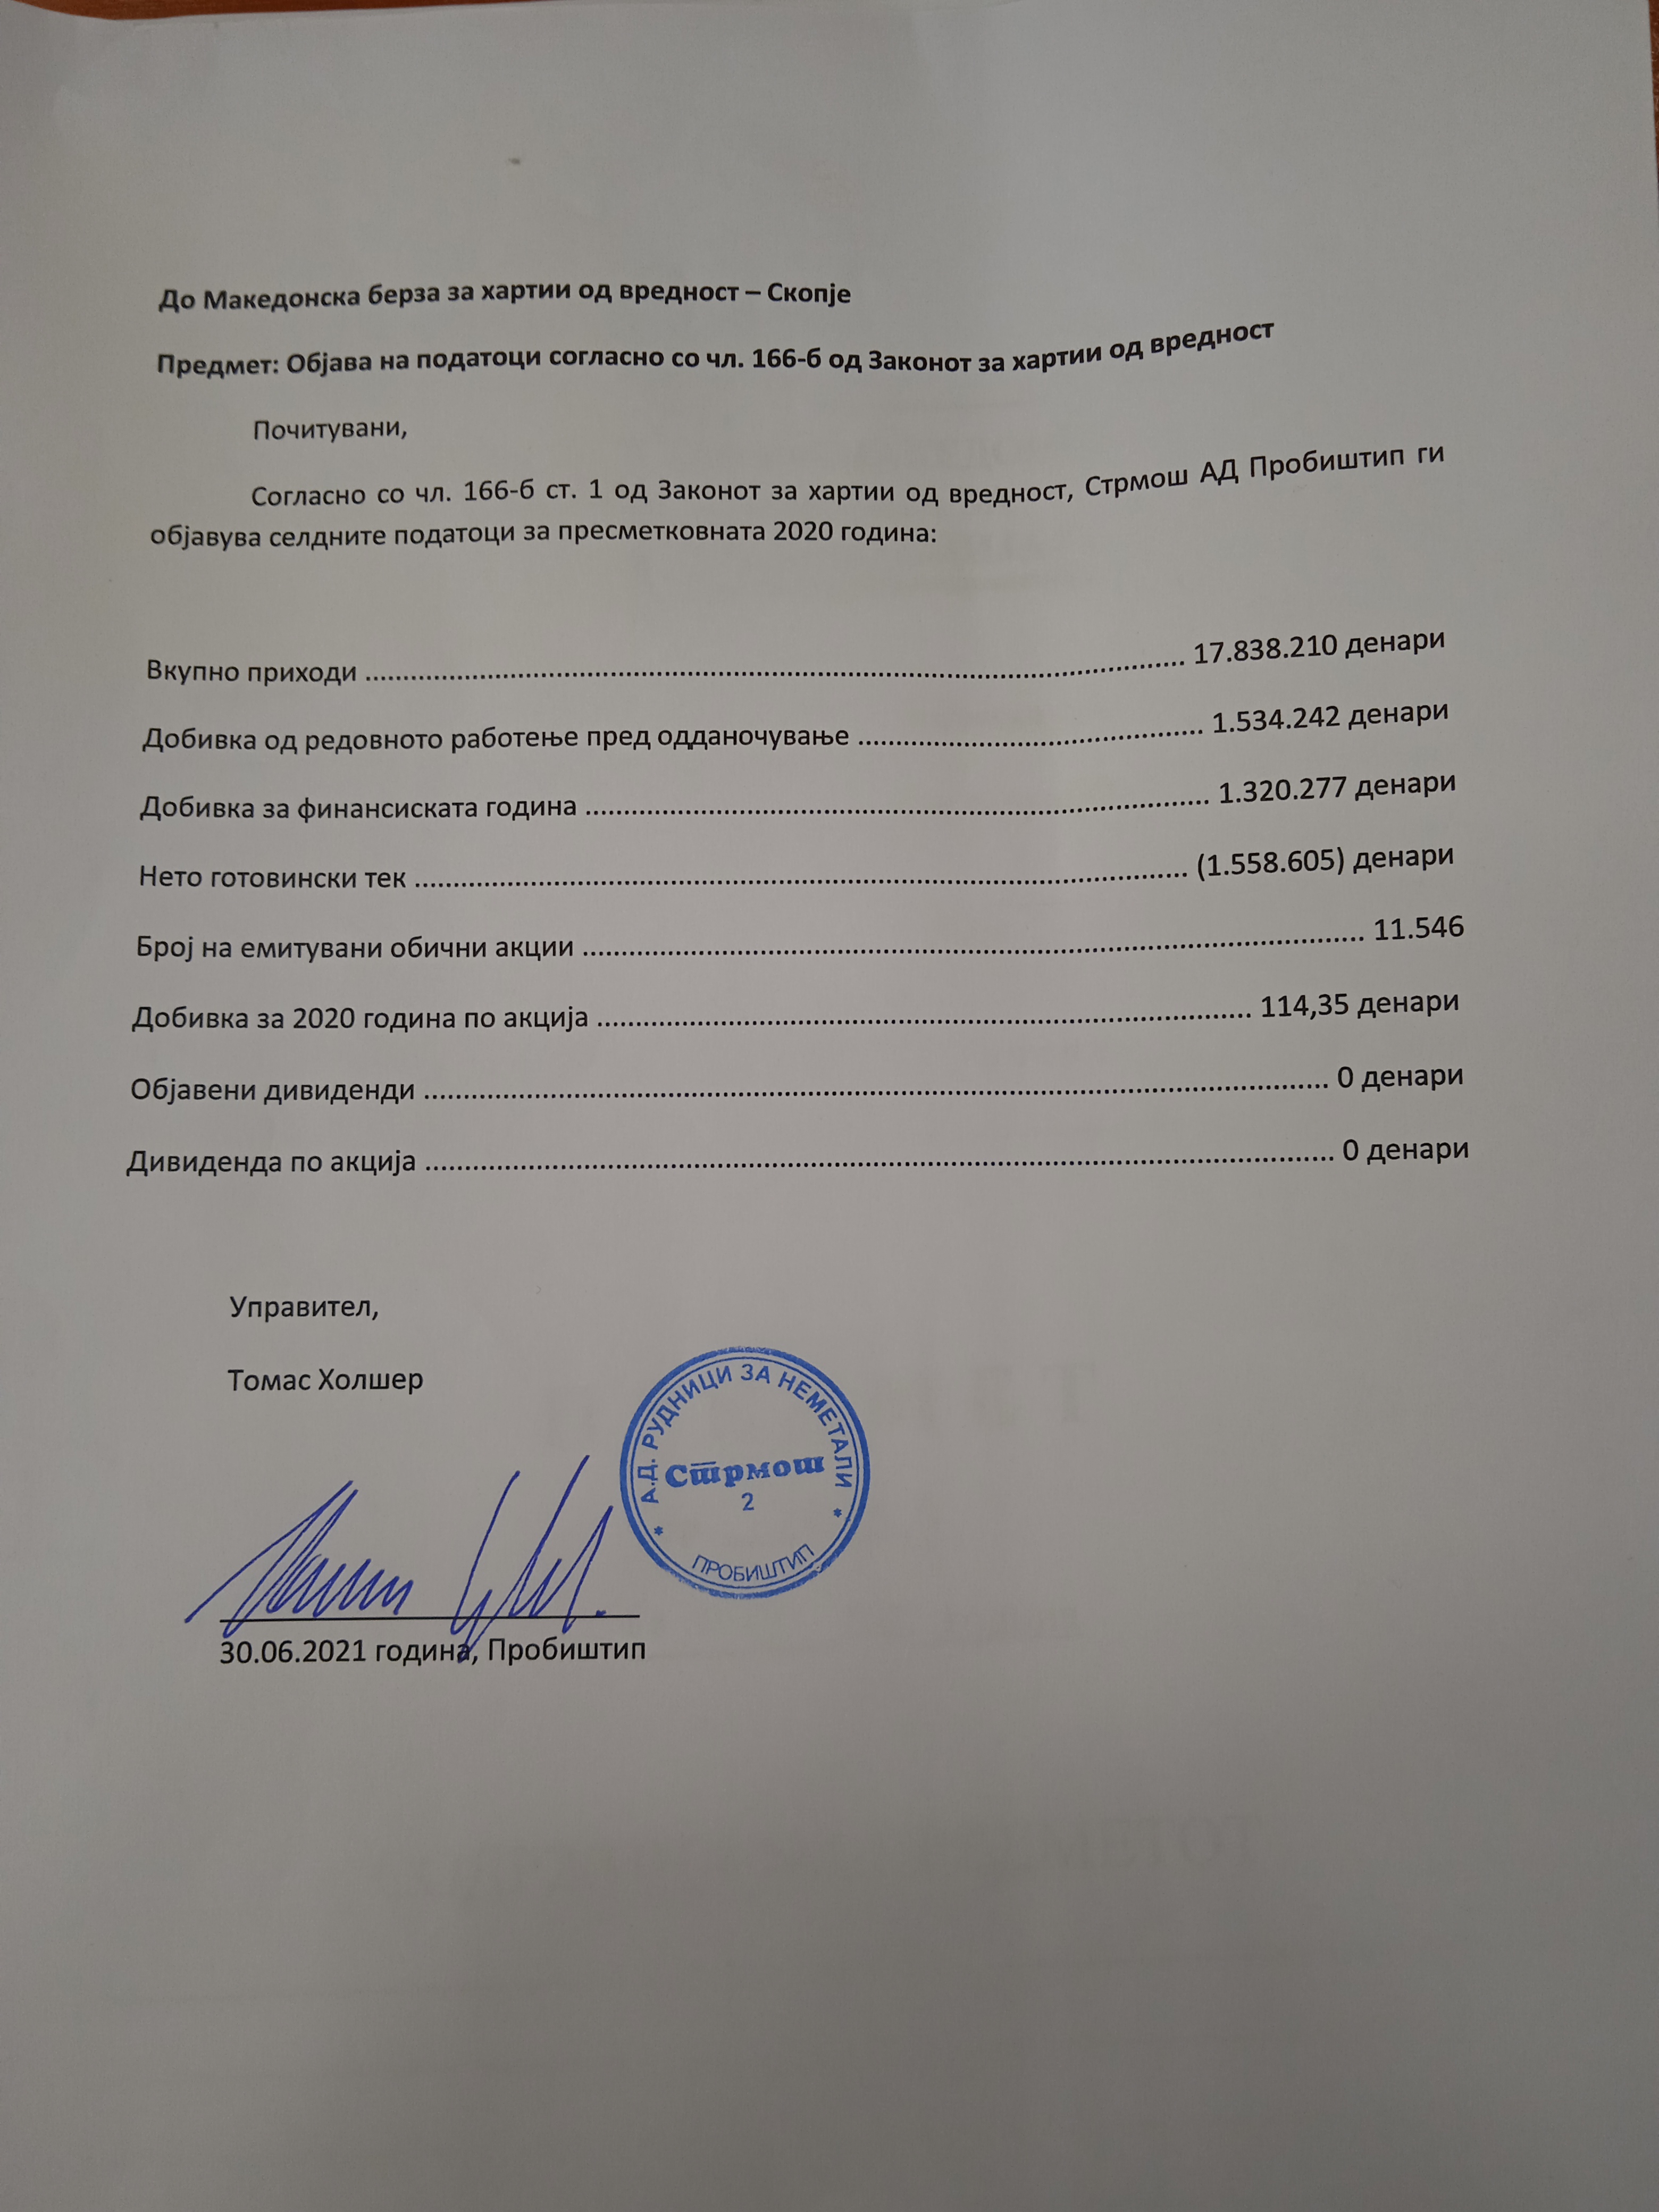 До Македонска берза за хартии од вредност – Скопје
Предмет: Објава на податоци согласно со чл. 166-б од Законот за хартии од вредност
Почитувани,
Согласно со чл. 166-б ст. 1 од Законот за хартии од вредност, Стрмош АД Пробиштип ги
објавува селдните податоци за пресметковната 2020 година:
Вкупно приходи ........................................................................................................ 17.838.210 денари
Добивка од редовното работење пред одданочување ............................................. 1.534.242 денари
Добивка за финансиската година ................................................................................ 1.320.277 денари
Нето готовински тек .................................................................................................. (1.558.605) денари
Број на емитувани обични акции .................................................................................................... 11.546
Добивка за 2020 година по акција ................................................................................... 114,35 денари
Објавени дивиденди .................................................................................................................... 0 денари
Дивиденда по акција .................................................................................................................... 0 денари
Управител,
Томас Холшер
А.Д. РУДНИЦИ ЗА НЕМЕТАЛИ
Стрмош
2
* ПРОБИШТИП *
30.06.2021 година, Пробиштип